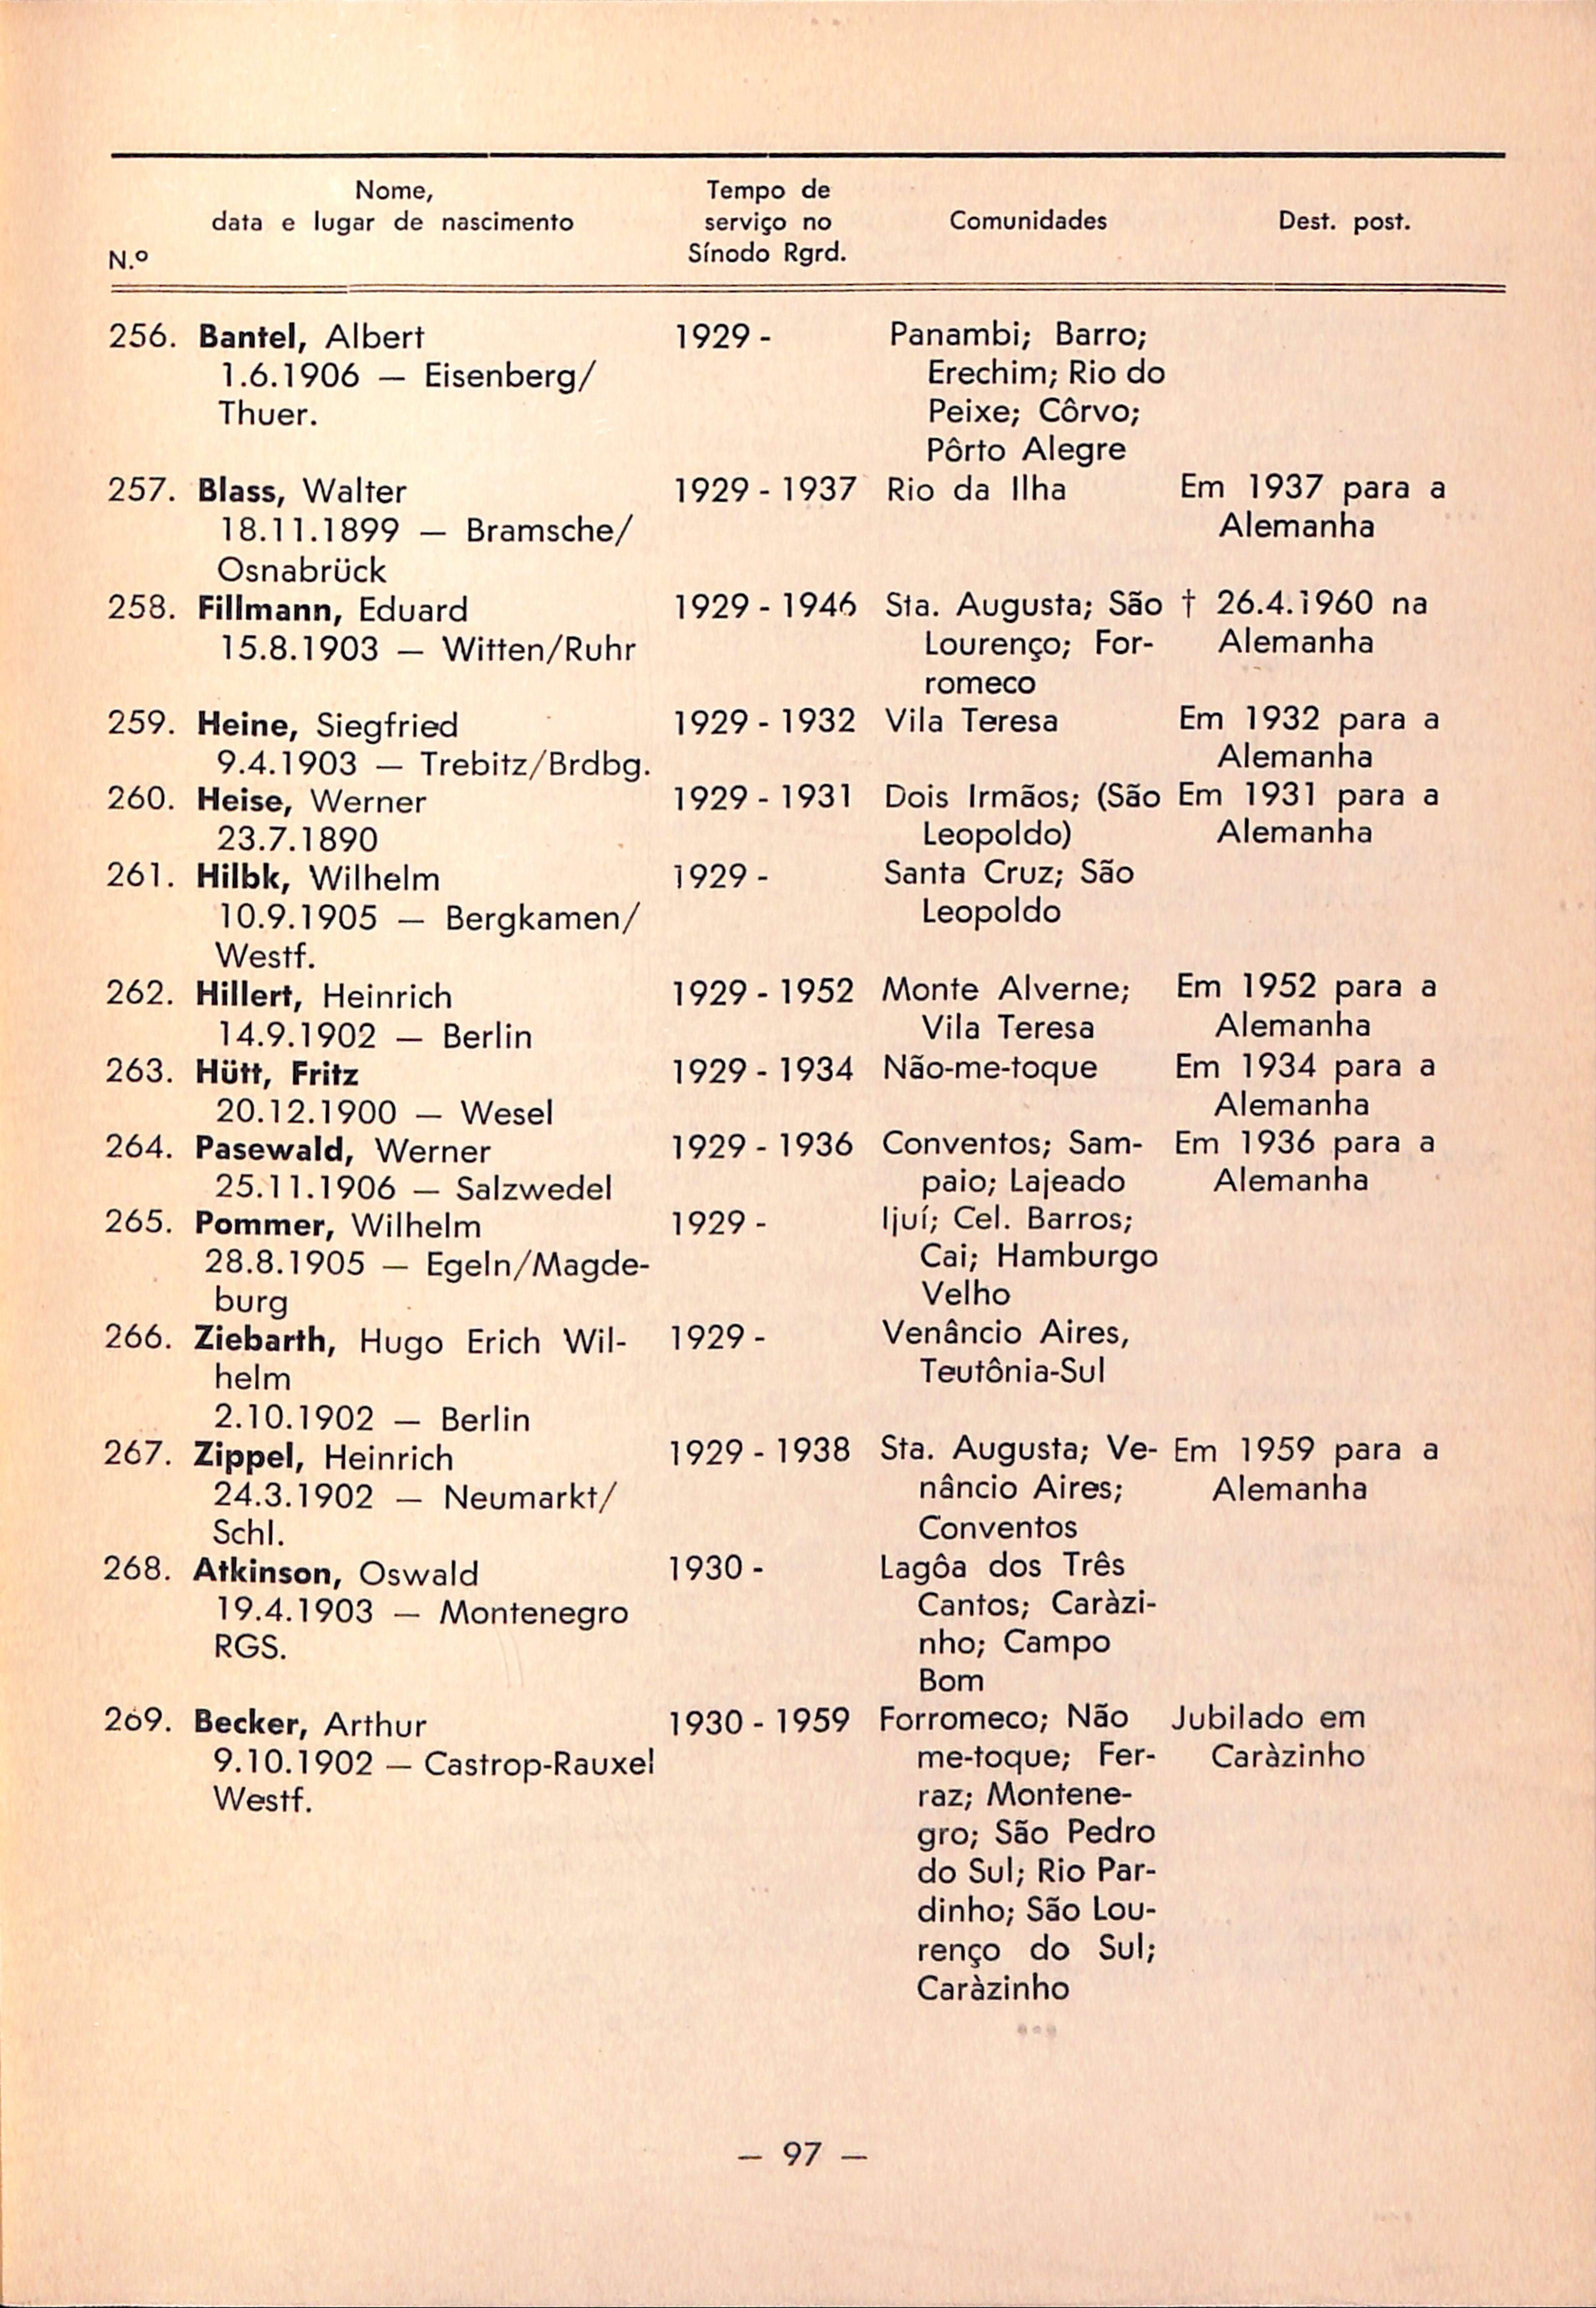 Nome,
data e lugar de nascimento
N.º
Tempo de
serviço no
Sínodo Rgrd.
Comunidades
Dest. post.
256. Bantel, Albert 1929 - Panambi; Barro;
1.6.1906 — Eisenberg/ Erechim; Rio do
Thuer. Peixe; Côrvo;
Pôrto Alegre
257. Blass, Walter 1929 - 1937 Rio da Ilha Em 1937 para a
18.11.1899 — Bramsche/ Alemanha
Osnabrück
258. Fillmann, Eduard 1929 - 1946 Sta. Augusta; São † 26.4.1960 na
15.8.1903 — Witten/Ruhr Lourenço; For- Alemanha
romeco
259. Heine, Siegfried 1929 - 1932 Vila Teresa Em 1932 para a
9.4.1903 — Trebitz/Brdbg. Alemanha
260. Heise, Werner 1929 - 1931 Dois Irmãos; (São Em 1931 para a
23.7.1890 Leopoldo) Alemanha
261. Hilbk, Wilhelm 1929 - Santa Cruz; São
10.9.1905 — Bergkamen/ Leopoldo
Westf.
262. Hillert, Heinrich 1929 - 1952 Monte Alverne; Em 1952 para a
14.9.1902 — Berlin Vila Teresa Alemanha
263. Hütt, Fritz 1929 - 1934 Não-me-toque Em 1934 para a
20.12.1900 — Wesel Alemanha
264. Pasewald, Werner 1929 - 1936 Conventos; Sam- Em 1936 para a
25.11.1906 — Salzwedel paio; Lajeado Alemanha
265. Pommer, Wilhelm 1929 - Ijuí; Cel. Barros;
28.8.1905 — Egeln/Magde- Cai; Hamburgo
burg Velho
266. Ziebarth, Hugo Erich Wil- 1929 - Venâncio Aires,
helm Teutônia-Sul
2.10.1902 — Berlin
267. Zippel, Heinrich 1929 - 1938 Sta. Augusta; Ve- Em 1959 para a
24.3.1902 — Neumarkt/ nâncio Aires; Alemanha
Schl. Conventos
268. Atkinson, Oswald 1930 - Lagôa dos Três
19.4.1903 — Montenegro Cantos; Caràzi-
RGS. nho; Campo
Bom
269. Becker, Arthur 1930 - 1959 Forromeco; Não Jubilado em
9.10.1902 — Castrop-Rauxel me-toque; Fer- Caràzinho
Westf. raz; Montene-
gro; São Pedro
do Sul; Rio Par-
dinho; São Lou-
renço do Sul;
Caràzinho
— 97 —